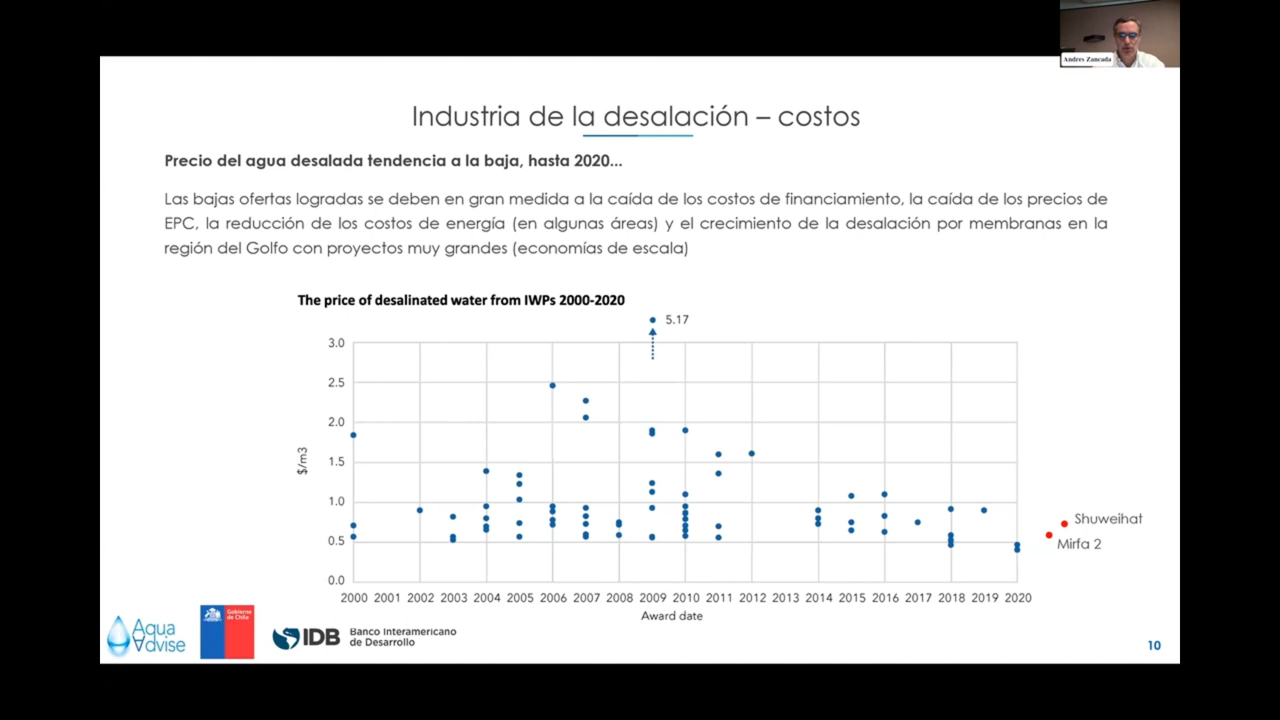 Andres Zancada
Industria de la desalación – costos
Precio del agua desalada tendencia a la baja, hasta 2020...
Las bajas ofertas logradas se deben en gran medida a la caída de los costos de financiamiento, la caída de los precios de
EPC, la reducción de los costos de energía (en algunas áreas) y el crecimiento de la desalación por membranas en la
región del Golfo con proyectos muy grandes (economías de escala)
The price of desalinated water from IWPs 2000-2020
5.17
3.0
2.5
2.0
1.5
1.0
0.5
0.0
$/m3
Shuweihat
Mirfa 2
2000 2001 2002 2003 2004 2005 2006 2007 2008 2009 2010 2011 2012 2013 2014 2015 2016 2017 2018 2019 2020
Award date
Aqua
Advise
Gobierno
de Chile
IDB
Banco Interamericano
de Desarrollo
10